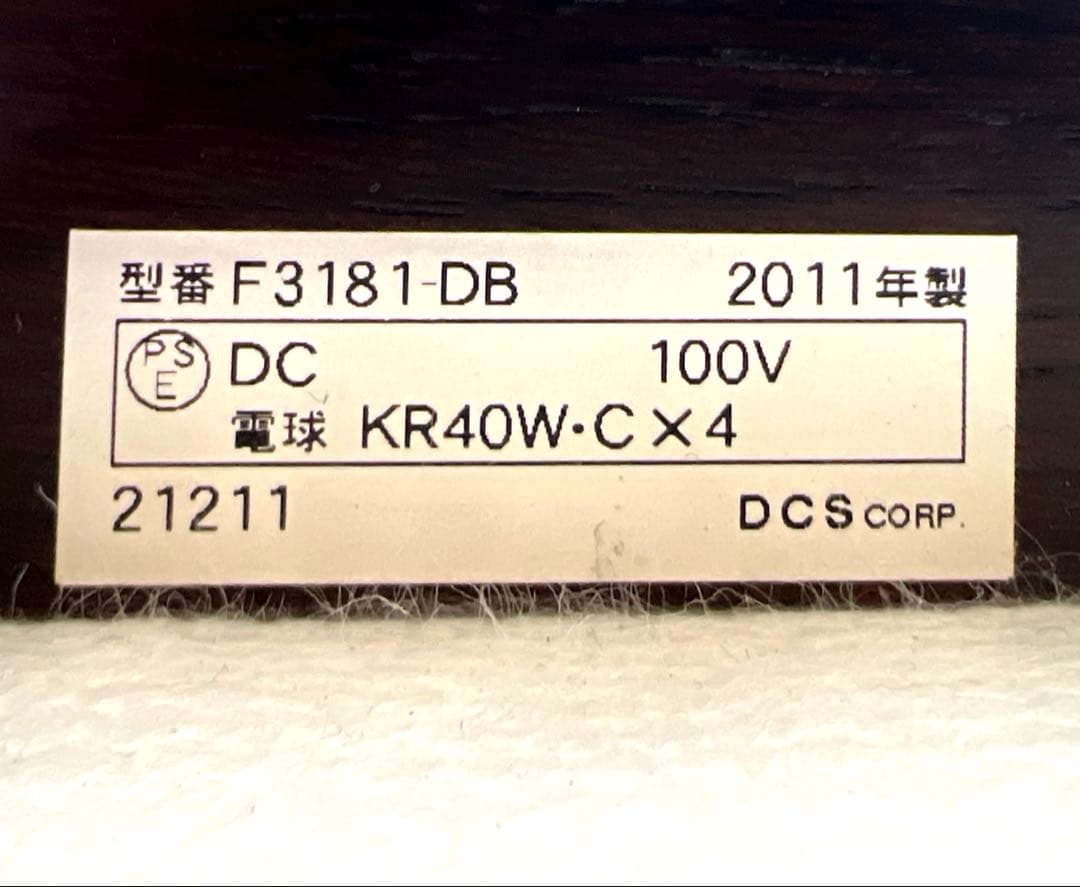 型番 F3181-DB 2011年製
PSE DC 100V
電球 KR40W・C×4
21211 DCS CORP.